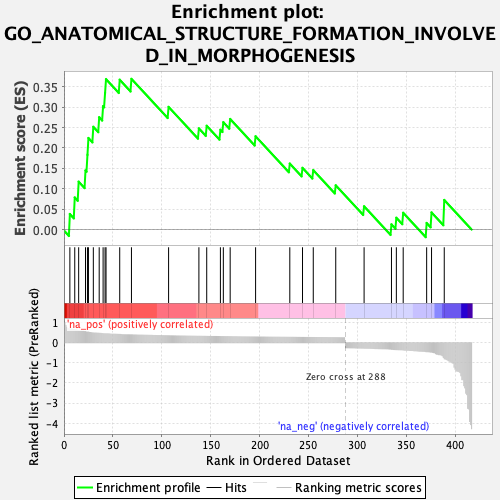 Enrichment plot:
GO_ANATOMICAL_STRUCTURE_FORMATION_INVOLVE
D_IN_MORPHOGENESIS
Enrichment score (ES)
0.35
0.30
0.25
0.20
0.15
0.10
0.05
0.00
Ranked list metric (PreRanked)
1
0
-1
-2
-3
-4
'na_pos' (positively correlated)
Zero cross at 288
'na_neg' (negatively correlated)
0 50 100 150 200 250 300 350 400
Rank in Ordered Dataset
Enrichment profile Hits Ranking metric scores